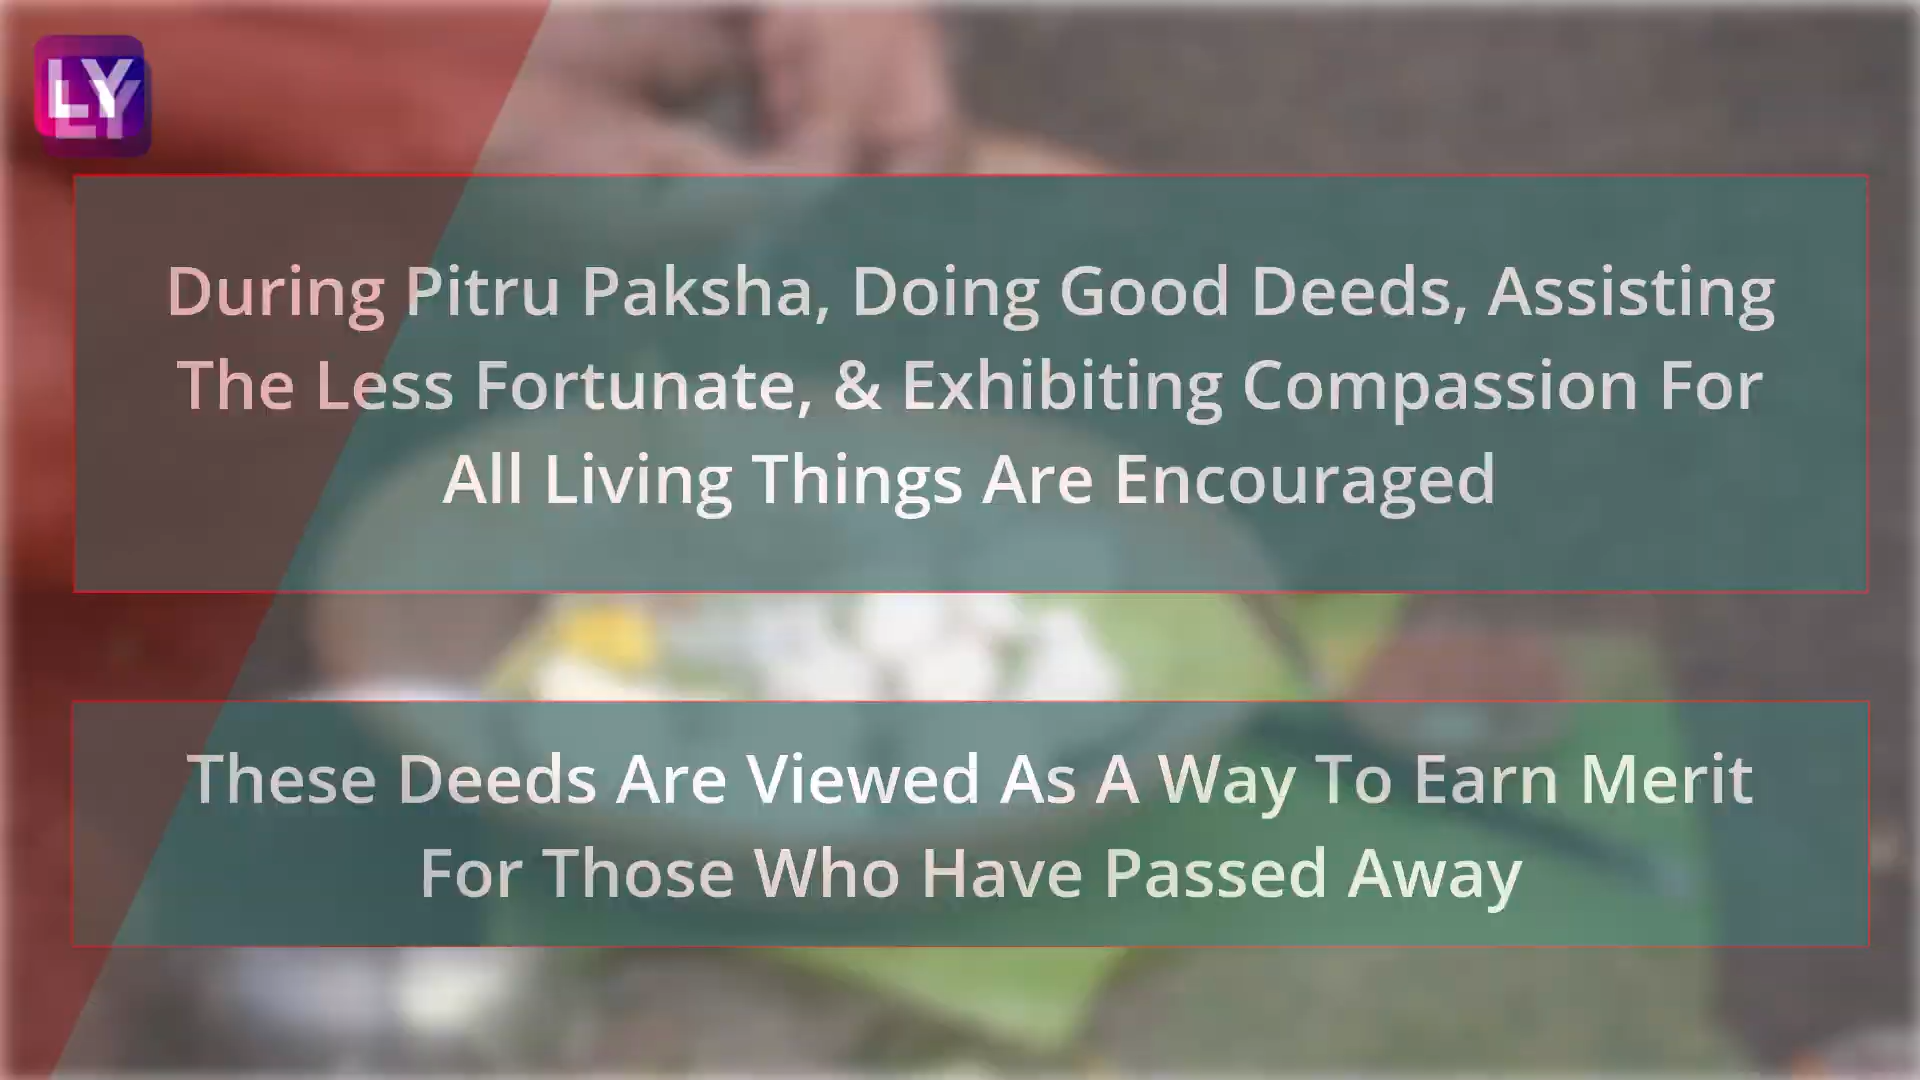 LY
During Pitru Paksha, Doing Good Deeds, Assisting
The Less Fortunate, & Exhibiting Compassion For
All Living Things Are Encouraged
These Deeds Are Viewed As A Way To Earn Merit
For Those Who Have Passed Away